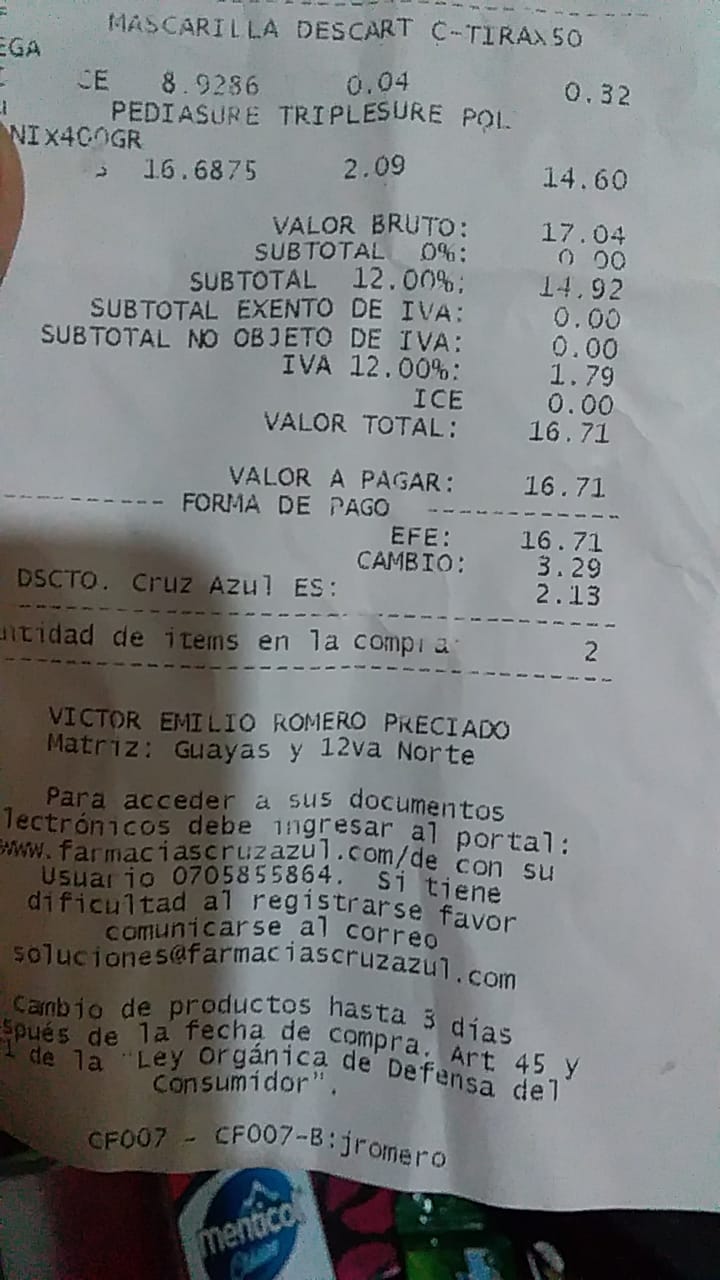 MASCARILLA DESCART C-TIRAX50
EGA
CE 8.9286 0.04 0.32
PEDIASURE TRIPLESURE POL
NIX400GR
16.6875 2.09 14.60
VALOR BRUTO: 17.04
SUBTOTAL 0%: 0 00
SUBTOTAL 12.00%: 14.92
SUBTOTAL EXENTO DE IVA: 0.00
SUBTOTAL NO OBJETO DE IVA: 0.00
IVA 12.00%: 1.79
ICE 0.00
VALOR TOTAL: 16.71
VALOR A PAGAR: 16.71
---------- FORMA DE PAGO ------------
EFE: 16.71
CAMBIO: 3.29
DSCTO. Cruz Azul ES: 2.13
ntidad de items en la compra 2
VICTOR EMILIO ROMERO PRECIADO
Matriz: Guayas y 12va Norte
Para acceder a sus documentos
lectrónicos debe ingresar al portal:
www.farmaciascruzazul.com/de con su
Usuario 0705855864. Si tiene
dificultad al registrarse favor
comunicarse al correo
soluciones@farmaciascruzazul.com
Cambio de productos hasta 3 días
spués de la fecha de compra. Art 45 y
1 de la "Ley Orgánica de Defensa del
Consumidor".
CF007 - CF007-B:jromero
mentico